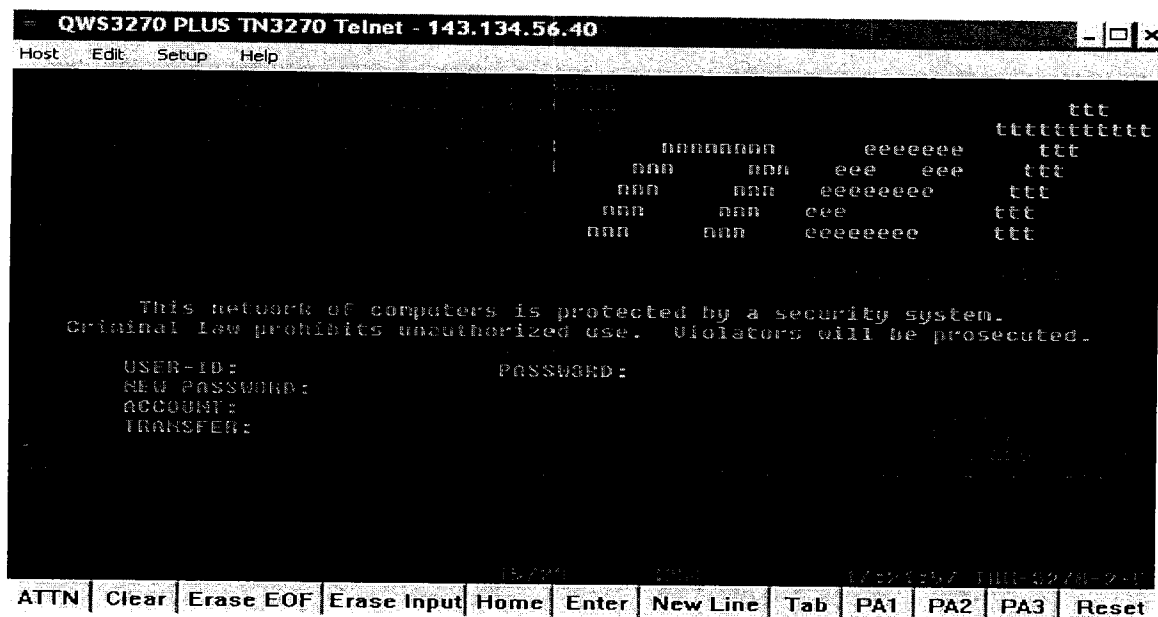 QWS3270 PLUS TN3270 Telnet - 143.134.56.40
Host Edit Setup Help
ttt
ttttttttttt
nnnnnnnn eeeeeee ttt
nnn nnn eee eee ttt
nnn nnn eeeeeeee ttt
nnn nnn eee ttt
nnn nnn eeeeeeee ttt
This network of computers is protected by a security system.
Criminal law prohibits unauthorized use. Violators will be prosecuted.
USER-ID: PASSWORD:
NEW PASSWORD:
ACCOUNT:
TRANSFER:
ATTN Clear Erase EOF Erase Input Home Enter New Line Tab PA1 PA2 PA3 Reset